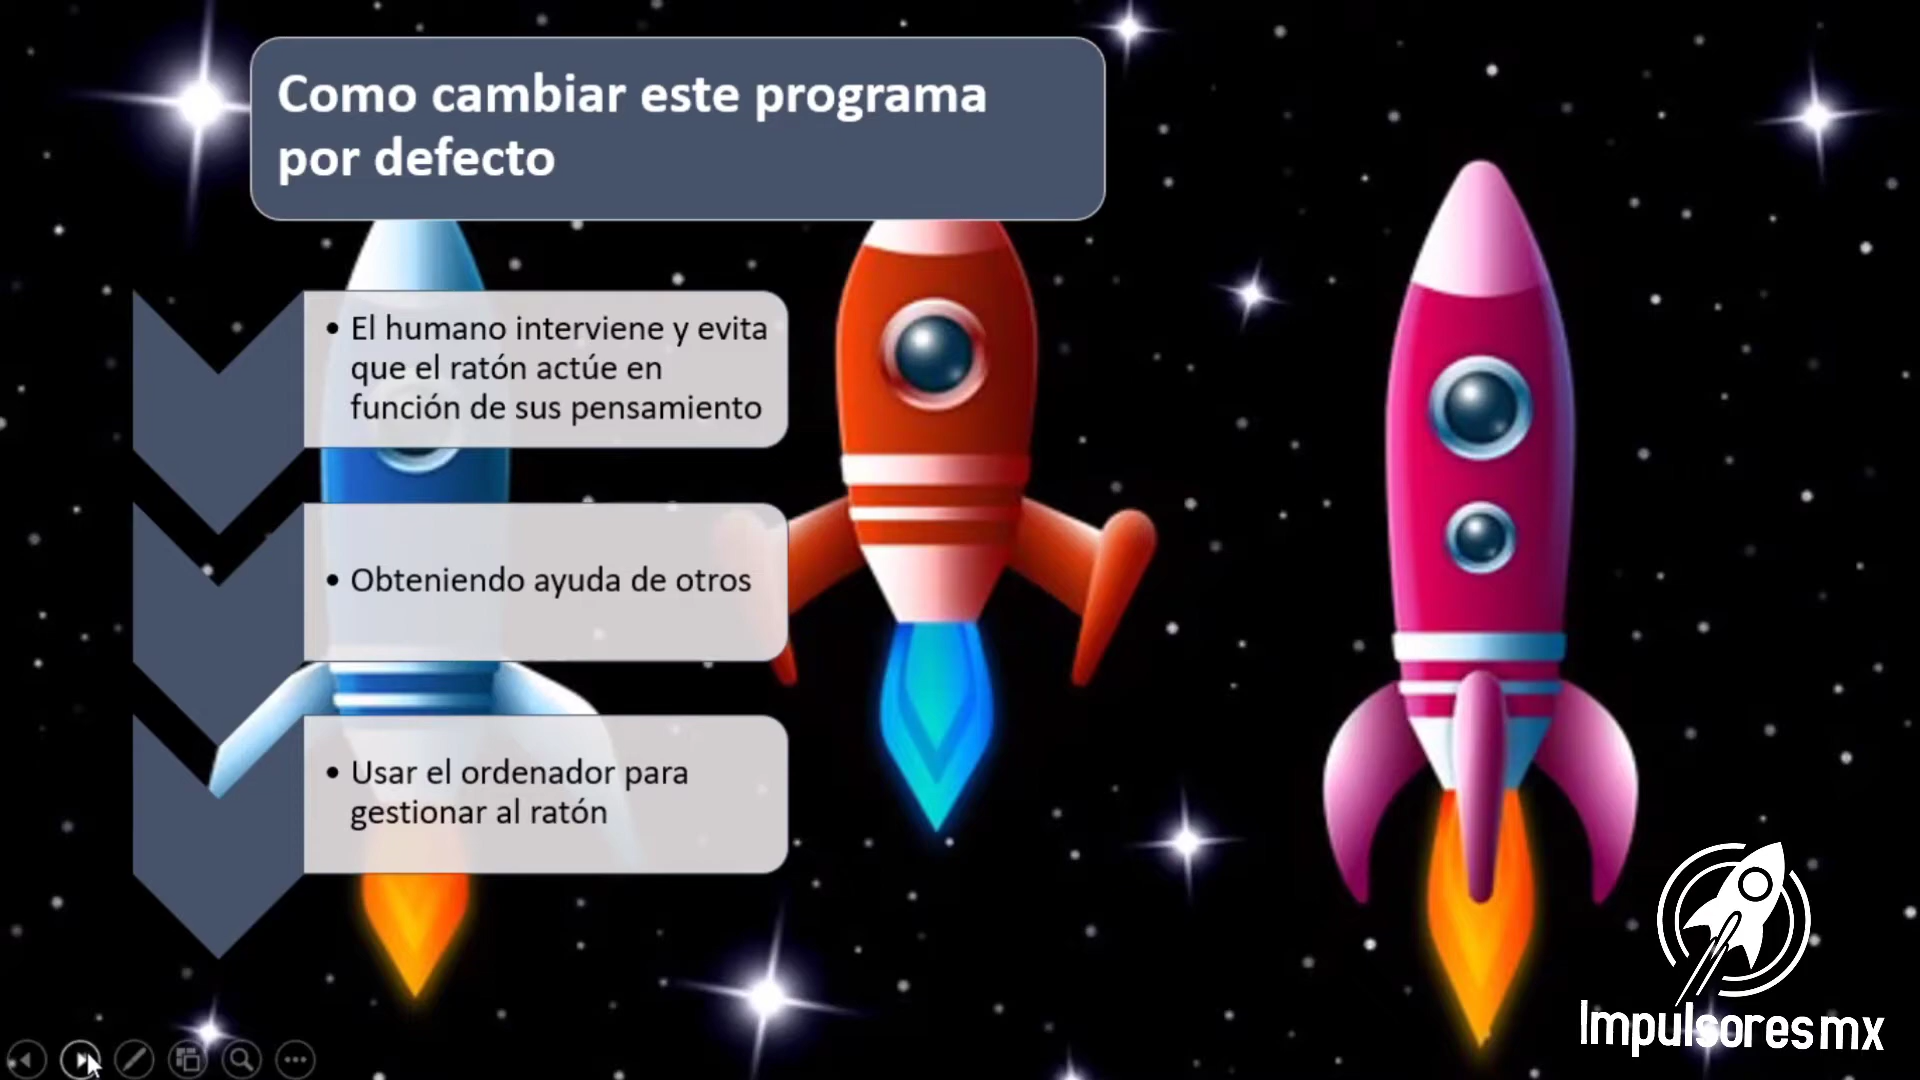 Como cambiar este programa
por defecto
• El humano interviene y evita
que el ratón actúe en
función de sus pensamiento
• Obteniendo ayuda de otros
• Usar el ordenador para
gestionar al ratón
Impulsoresmx